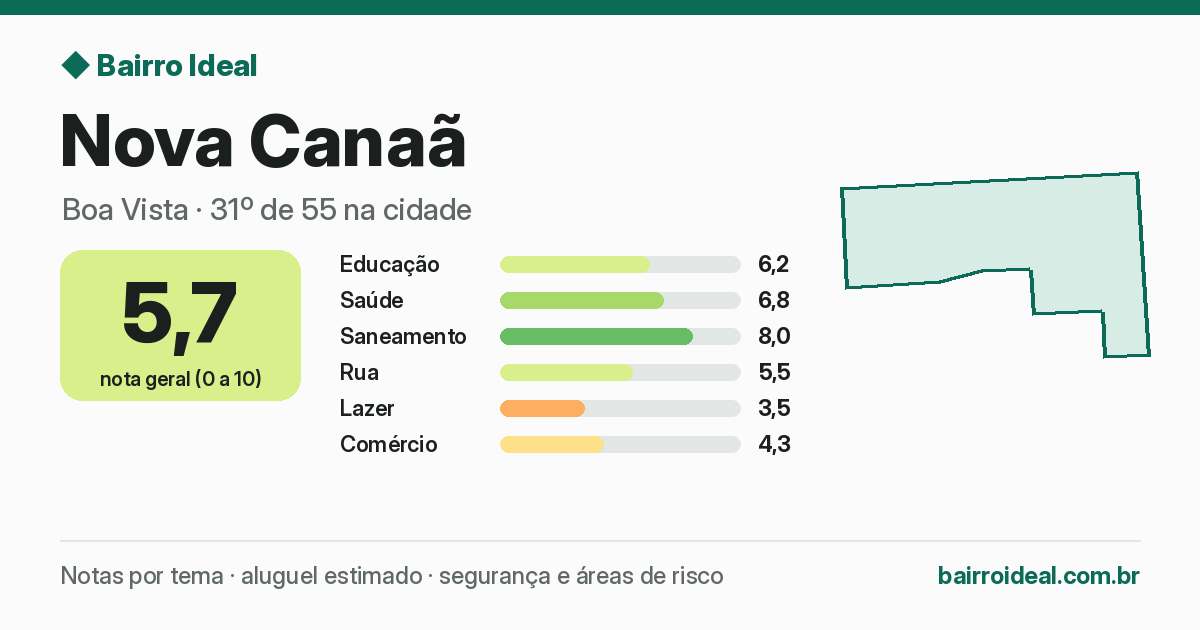 Bairro Ideal
Nova Canaã
Boa Vista · 31º de 55 na cidade
5,7
nota geral (0 a 10)
Educação 6,2
Saúde 6,8
Saneamento 8,0
Rua 5,5
Lazer 3,5
Comércio 4,3
Notas por tema · aluguel estimado · segurança e áreas de risco
bairroideal.com.br